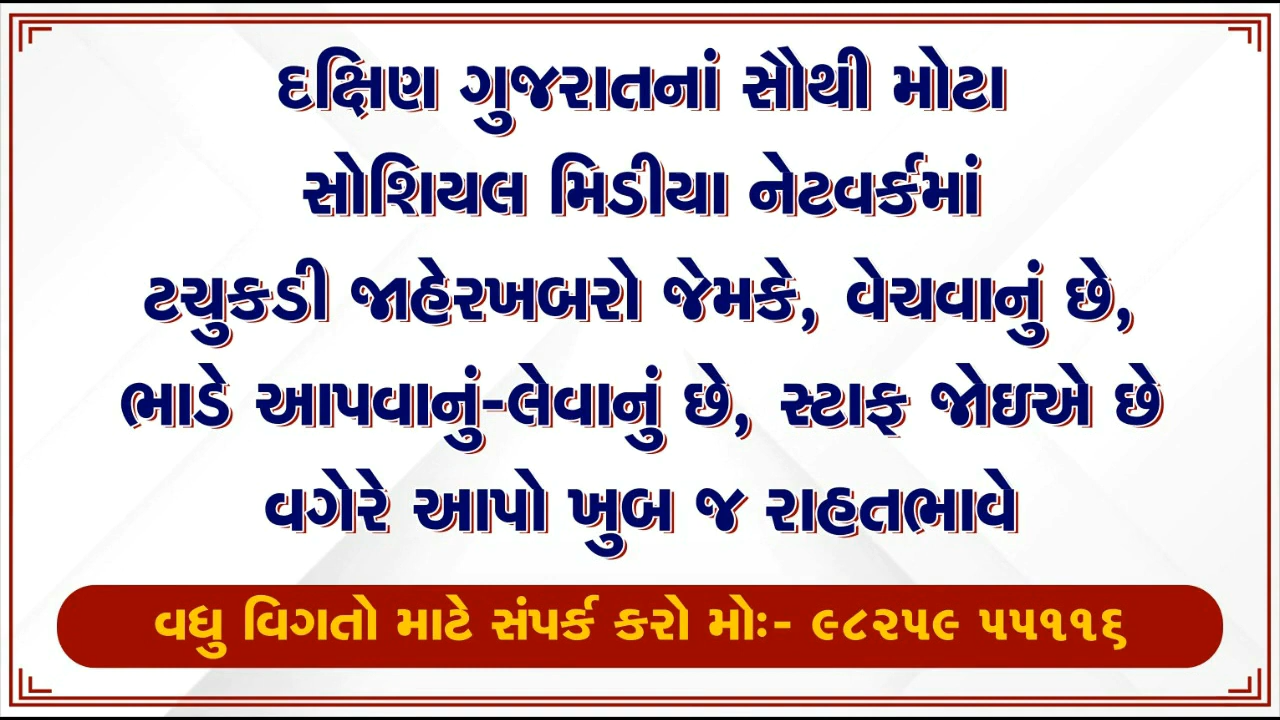 દક્ષિણ ગુજરાતનાં સૌથી મોટા
સોશિયલ મિડીયા નેટવર્કમાં
ટચુકડી જાહેરખબરો જેમકે, વેચવાનું છે,
ભાડે આપવાનું-લેવાનું છે, સ્ટાફ જોઇએ છે
વગેરે આપો ખુબ જ રાહતભાવે
વધુ વિગતો માટે સંપર્ક કરો મોઃ- ૯૮૨૫૯ ૫૫૧૧૬